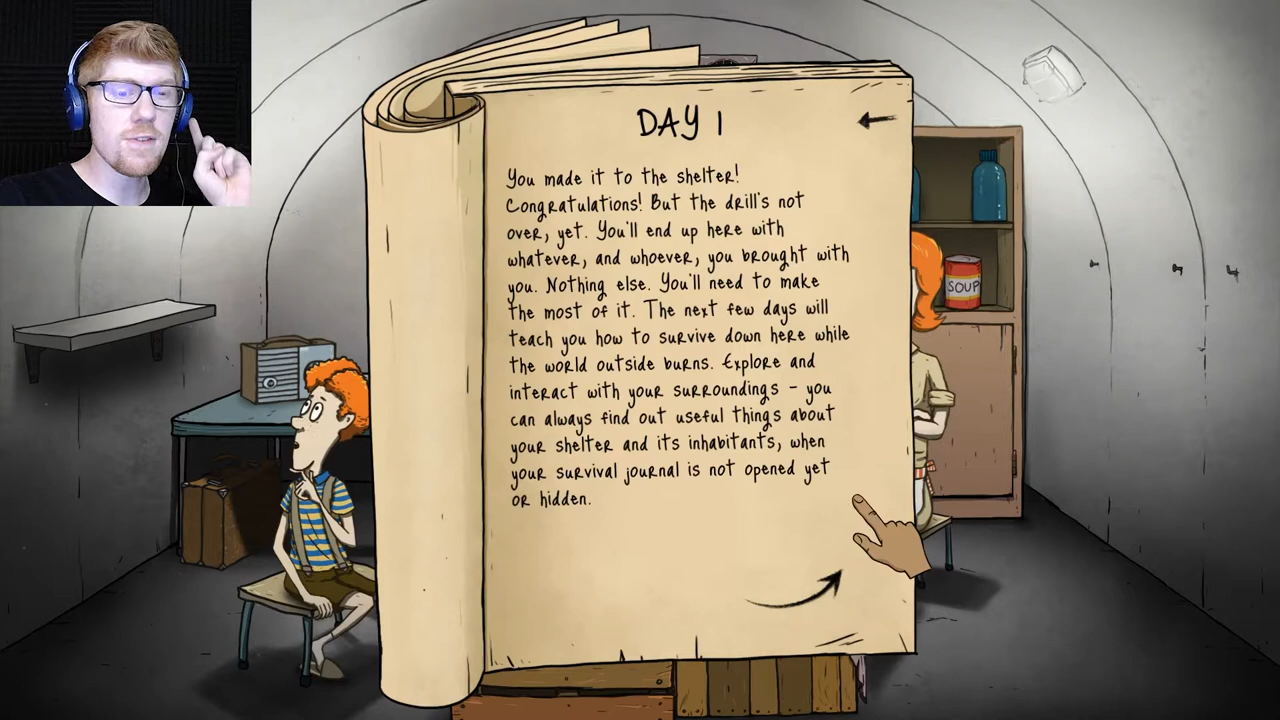 DAY 1
You made it to the shelter!
Congratulations! But the drill's not
over, yet. You'll end up here with
whatever, and whoever, you brought with
you. Nothing else. You'll need to make
the most of it. The next few days will
teach you how to survive down here while
the world outside burns. Explore and
interact with your surroundings - you
can always find out useful things about
your shelter and its inhabitants, when
your survival journal is not opened yet
or hidden.
SOUP